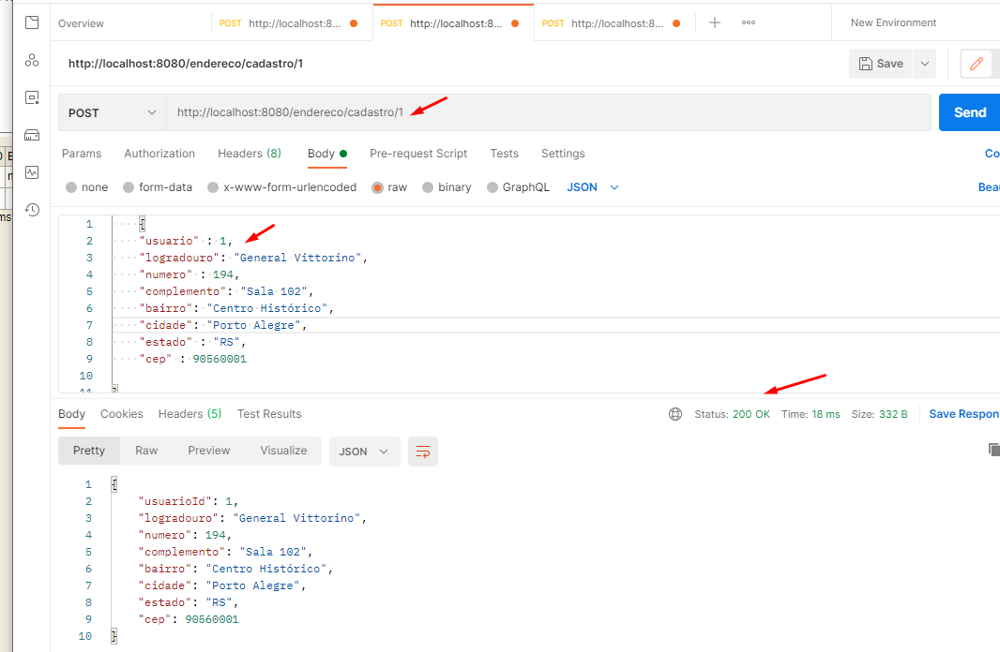 Overview POST http://localhost:8... POST http://localhost:8... POST http://localhost:8... New Environment
http://localhost:8080/endereco/cadastro/1 Save
POST http://localhost:8080/endereco/cadastro/1 Send
Params Authorization Headers (8) Body Pre-request Script Tests Settings Co
none form-data x-www-form-urlencoded raw binary GraphQL JSON Beau
1 {
2 "usuario" : 1,
3 "logradouro": "General Vittorino",
4 "numero" : 194,
5 "complemento": "Sala 102",
6 "bairro": "Centro Histórico",
7 "cidade": "Porto Alegre",
8 "estado" : "RS",
9 "cep" : 90560001
10
11 }
Body Cookies Headers (5) Test Results Status: 200 OK Time: 18 ms Size: 332 B Save Respon
Pretty Raw Preview Visualize JSON
1 {
2 "usuarioId": 1,
3 "logradouro": "General Vittorino",
4 "numero": 194,
5 "complemento": "Sala 102",
6 "bairro": "Centro Histórico",
7 "cidade": "Porto Alegre",
8 "estado": "RS",
9 "cep": 90560001
10 }